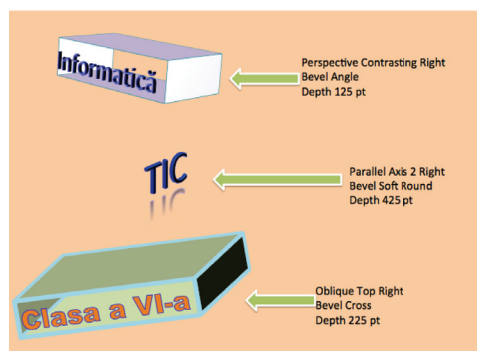 Informatică
Perspective Contrasting Right
Bevel Angle
Depth 125 pt
TIC
Parallel Axis 2 Right
Bevel Soft Round
Depth 425 pt
Clasa a VI-a
Oblique Top Right
Bevel Cross
Depth 225 pt